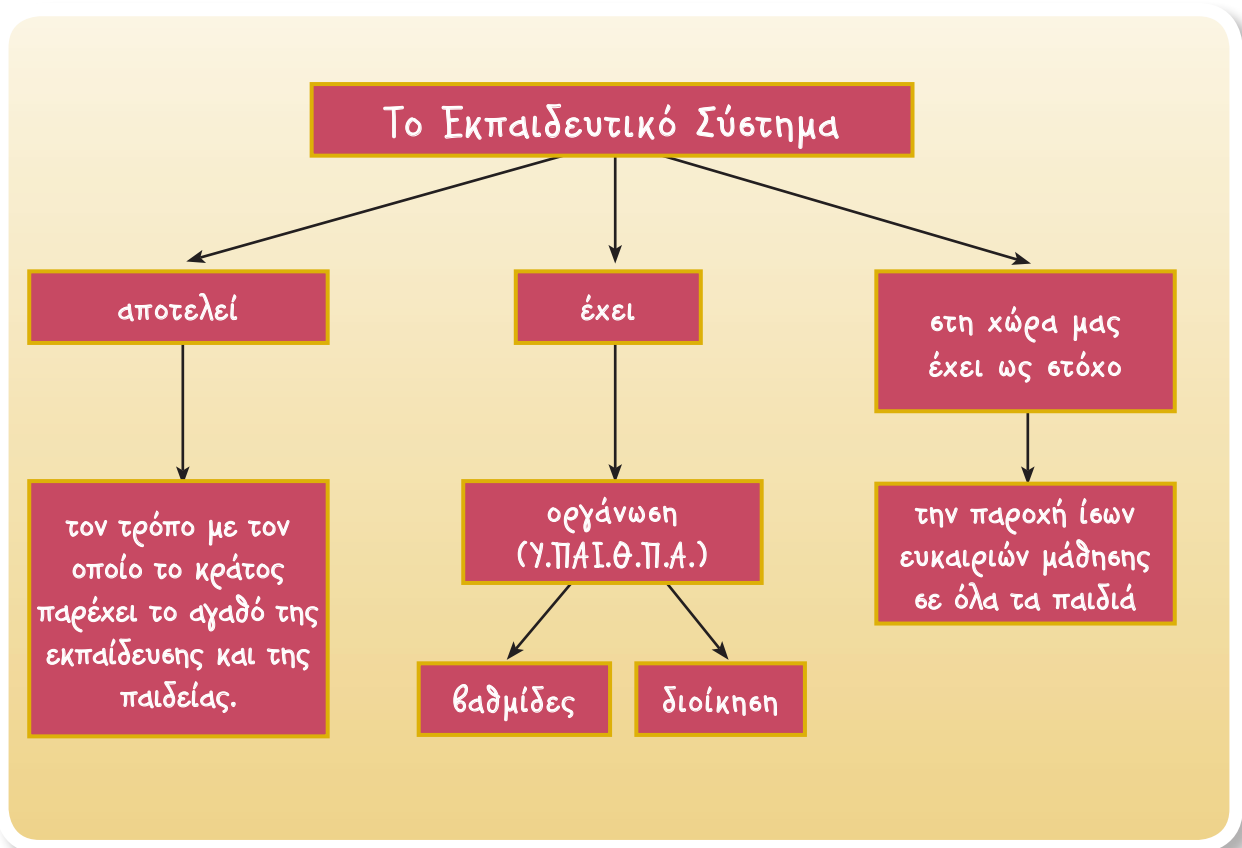 Το Εκπαιδευτικό Σύστημα
αποτελεί
έχει
στη χώρα μας
έχει ως στόχο
τον τρόπο με τον
οποίο το κράτος
παρέχει το αγαθό της
εκπαίδευσης και της
παιδείας.
οργάνωση
(Υ.ΠΑΙ.Θ.Π.Α.)
την παροχή ίσων
ευκαιριών μάθησης
σε όλα τα παιδιά
βαθμίδες
διοίκηση